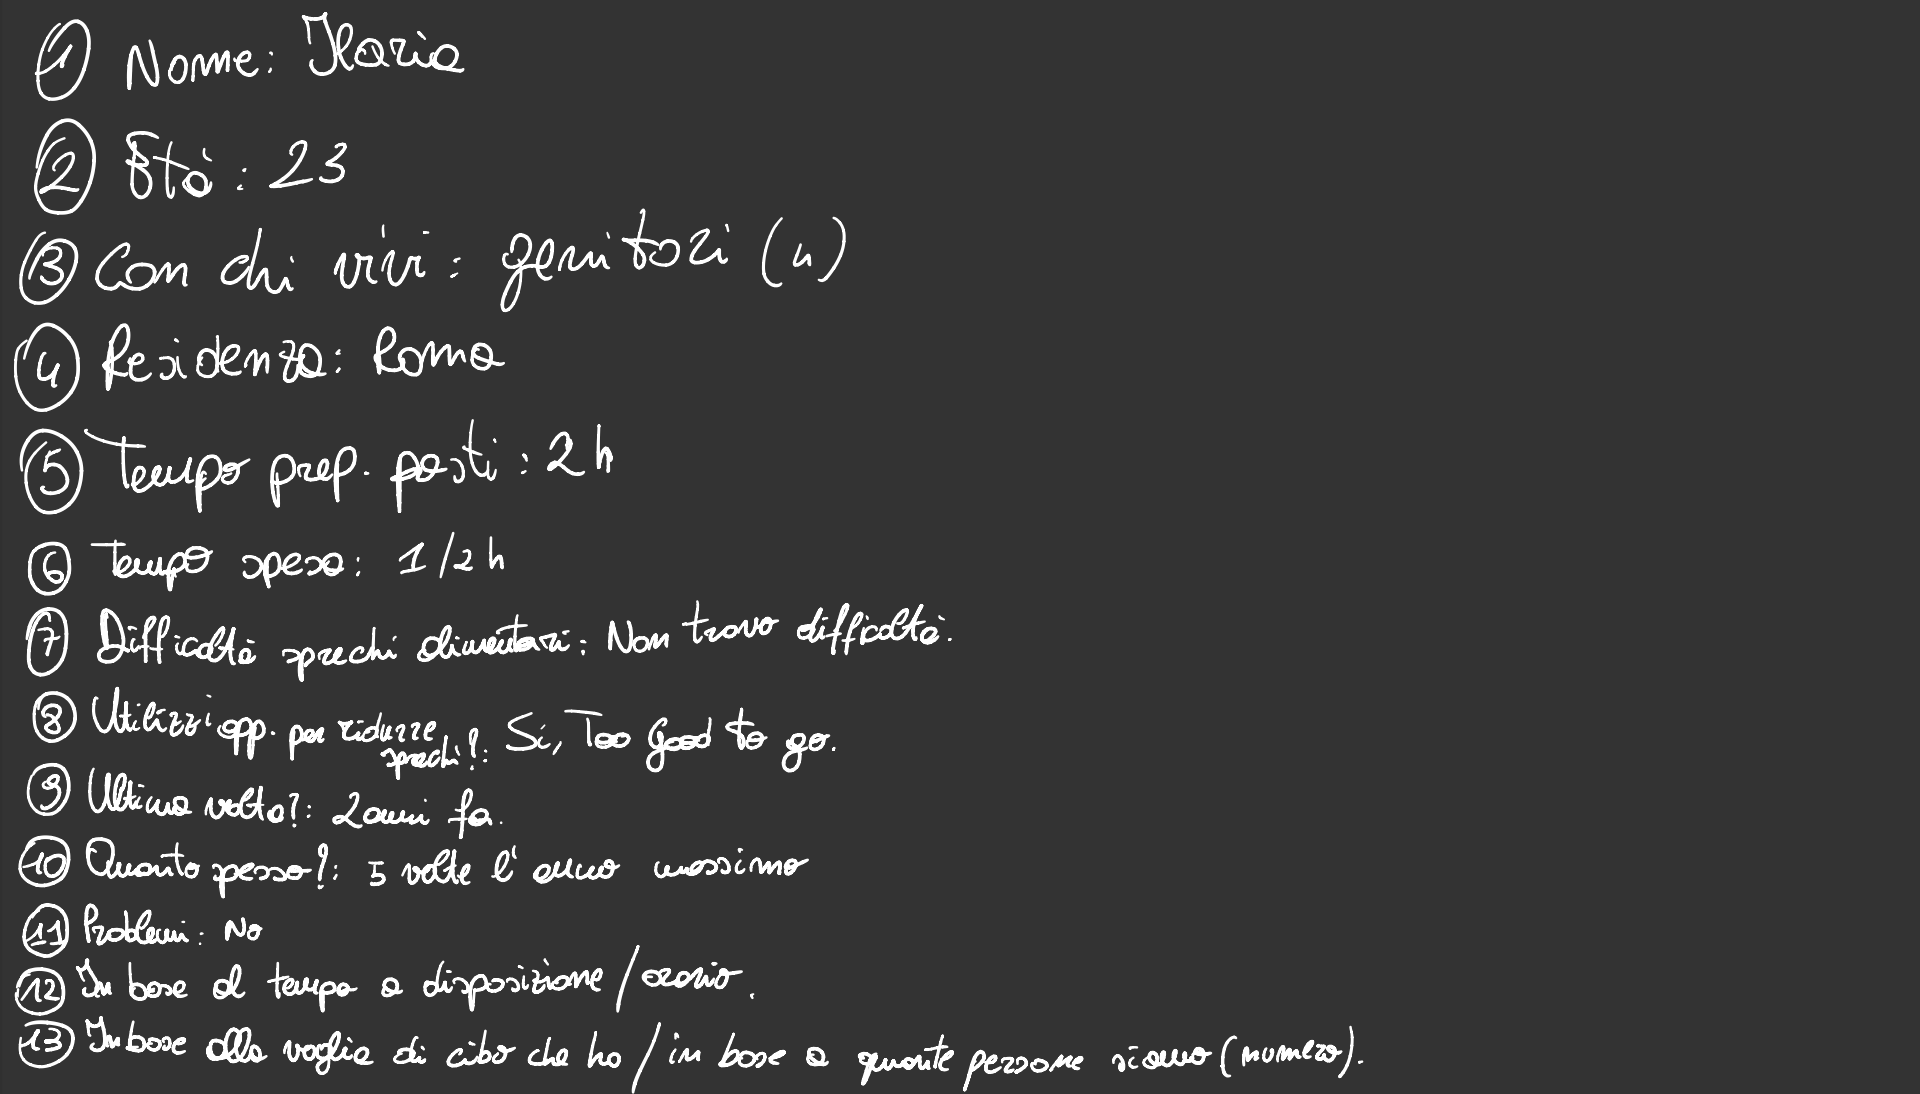 1 Nome: Ilaria
2 Età: 23
3 Con chi vivi: genitori (4)
4 Residenza: Roma
5 Tempo prep. pasti: 2h
6 Tempo spesa: 1/2h
7 Difficoltà sprechi alimentari: Non trovo difficoltà.
8 Utilizzi app. per ridurre sprechi?: Si, Too Good to go.
9 Ultima volta?: 2 anni fa.
10 Quanto spesso?: 5 volte l'anno massimo
11 Problemi: No
12 In base al tempo a disposizione/orario.
13 In base alla voglia di cibo che ho/in base a quante persone siamo (numero).